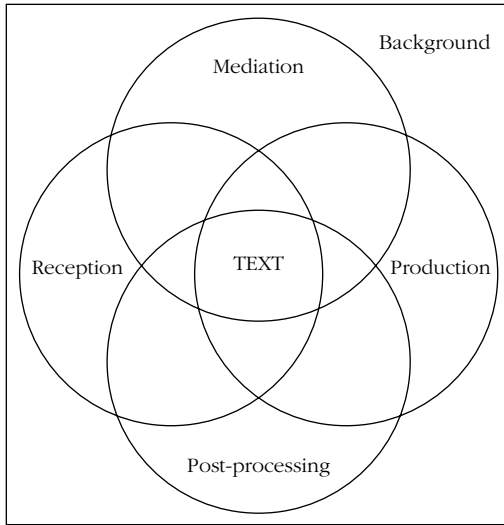 Background
Mediation
Reception
TEXT
Production
Post-processing